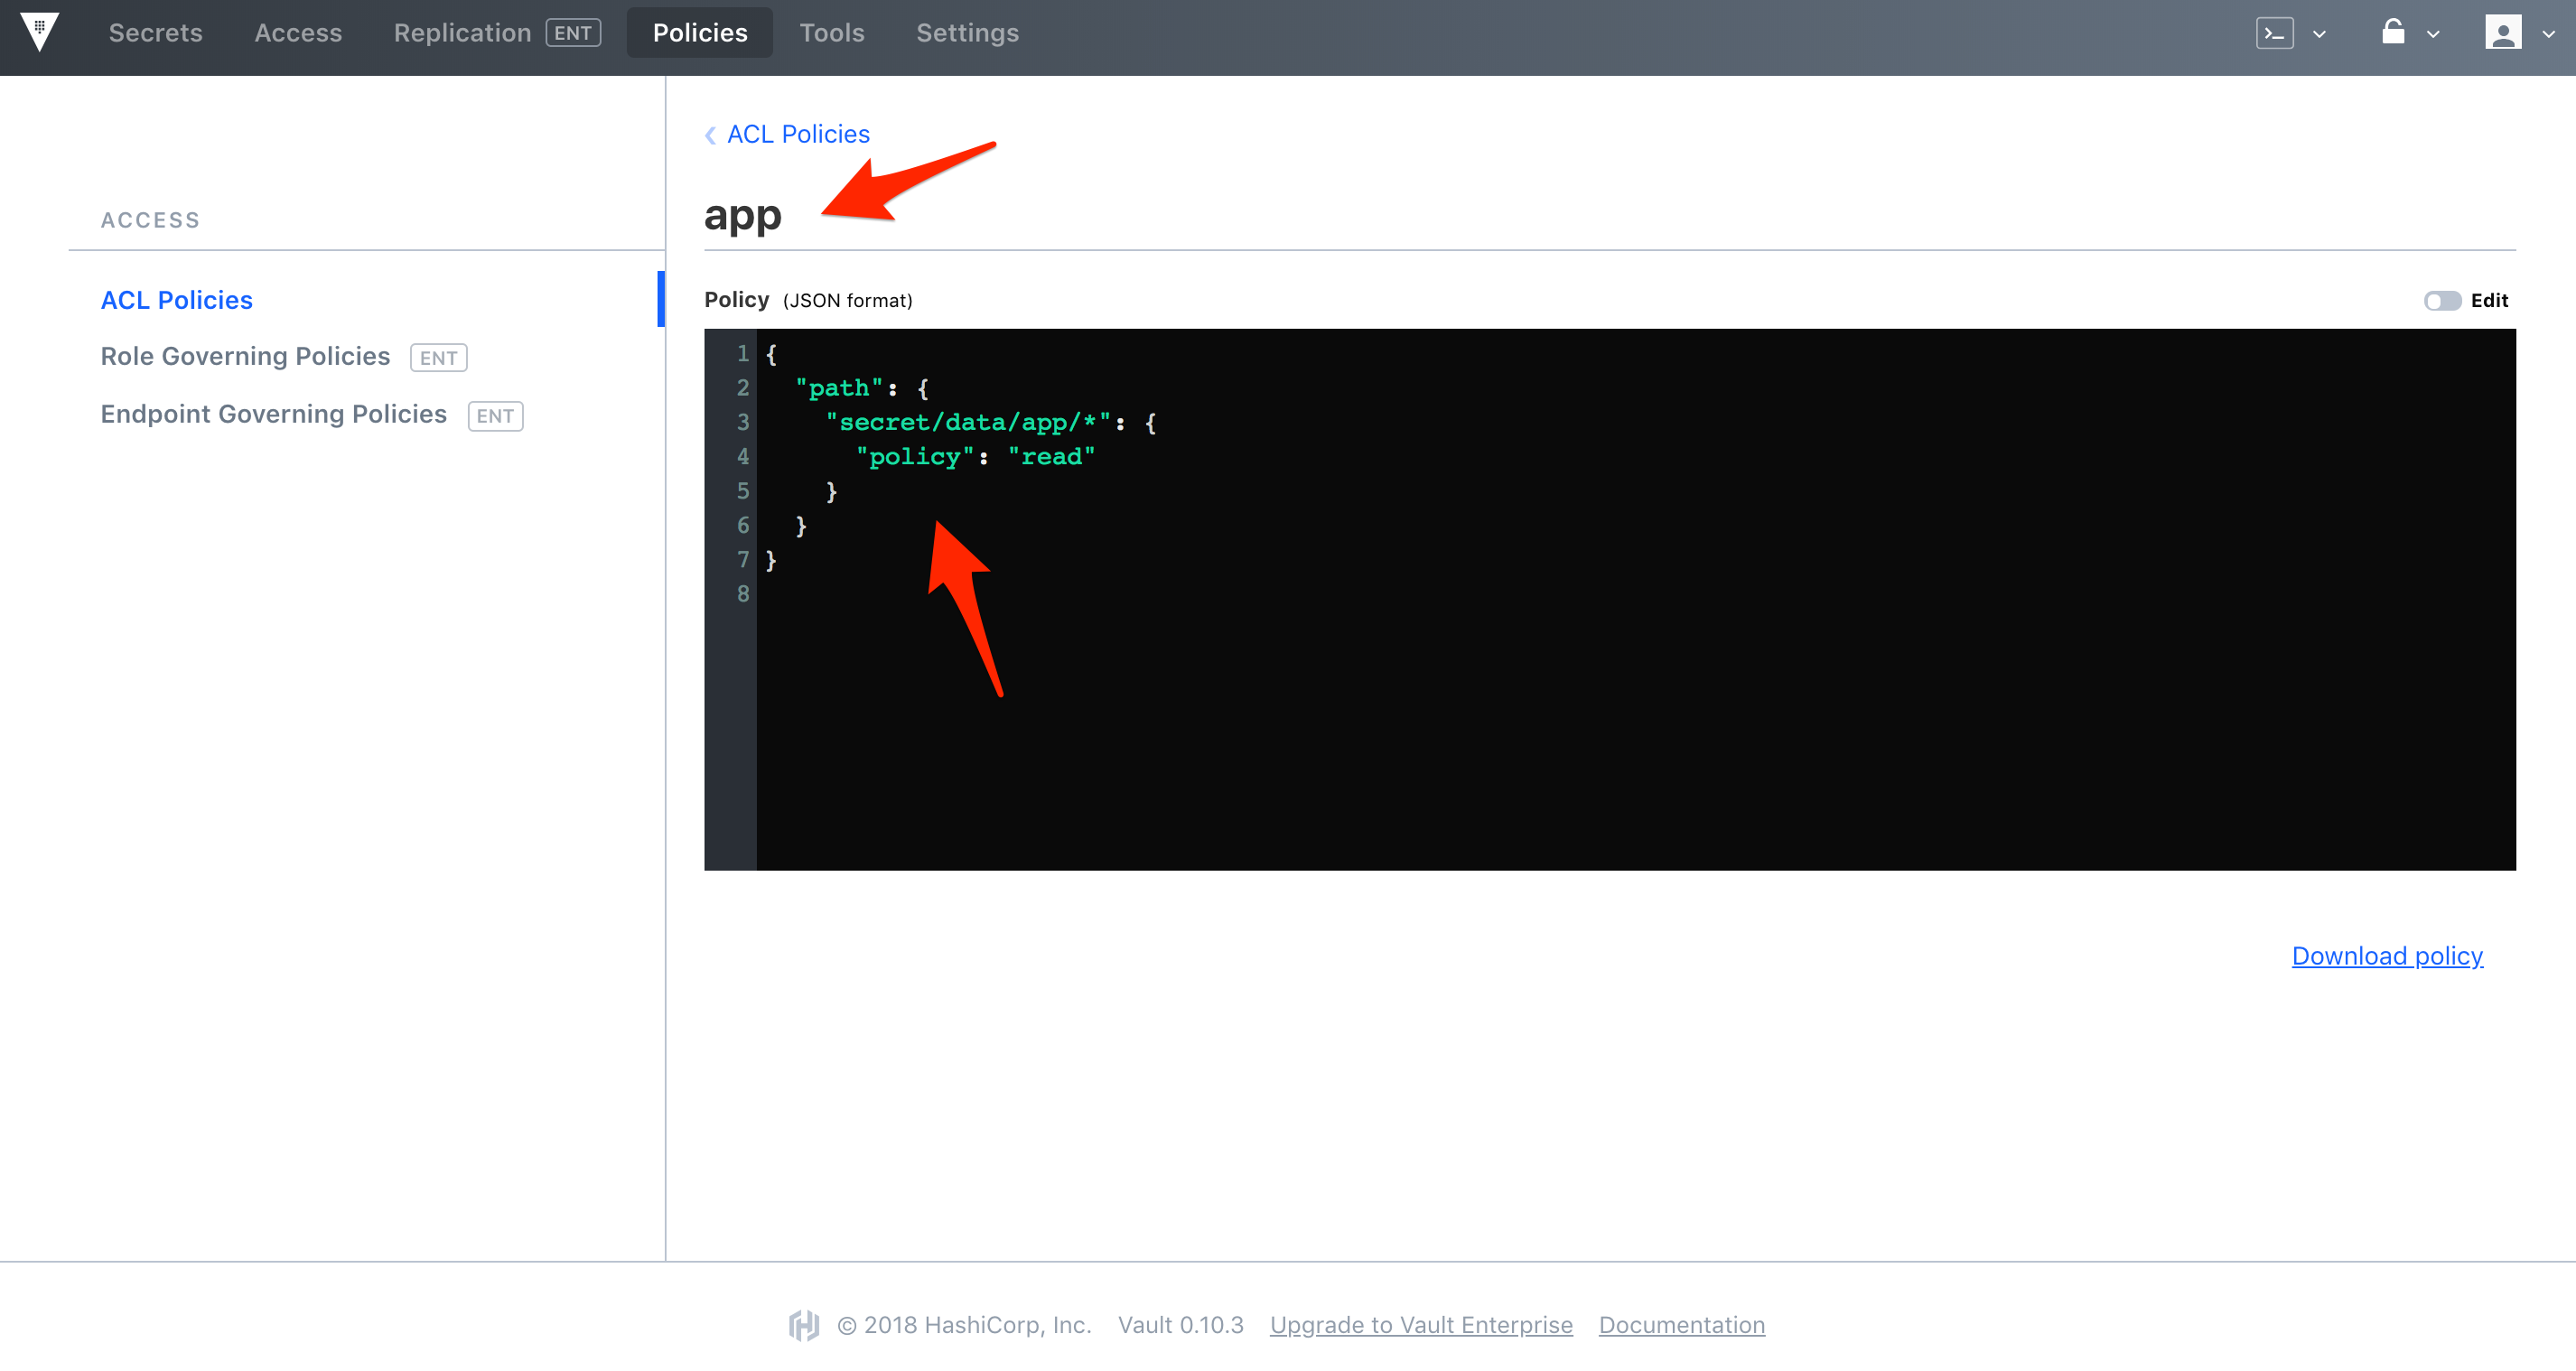 Secrets Access Replication ENT Policies Tools Settings
ACL Policies
ACCESS
app
ACL Policies
Role Governing Policies ENT
Endpoint Governing Policies ENT
Policy (JSON format) Edit
1 {
2   "path": {
3     "secret/data/app/*": {
4       "policy": "read"
5     }
6   }
7 }
8
Download policy
© 2018 HashiCorp, Inc. Vault 0.10.3 Upgrade to Vault Enterprise Documentation